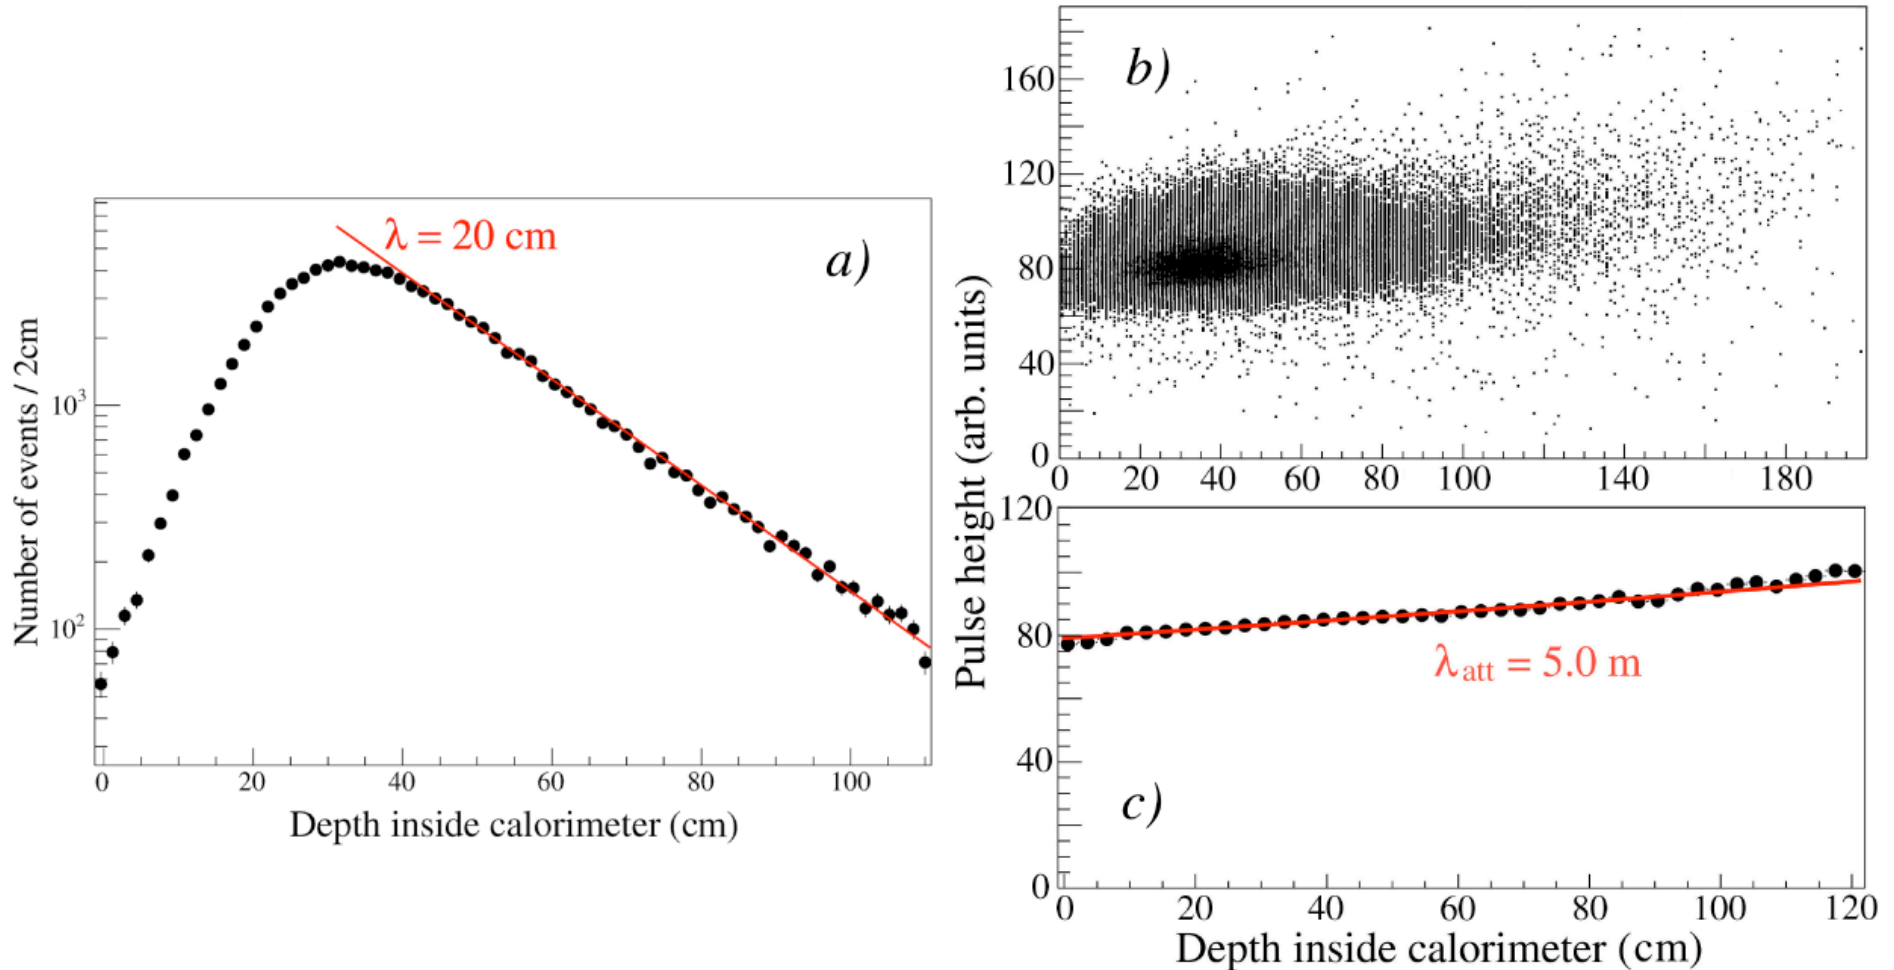 a)
λ = 20 cm
Number of events / 2cm
10³
10²
0 20 40 60 80 100
Depth inside calorimeter (cm)
b)
160
120
80
40
0
0 20 40 60 80 100 140 180
Pulse height (arb. units)
120
80
40
0
λatt = 5.0 m
c)
0 20 40 60 80 100 120
Depth inside calorimeter (cm)